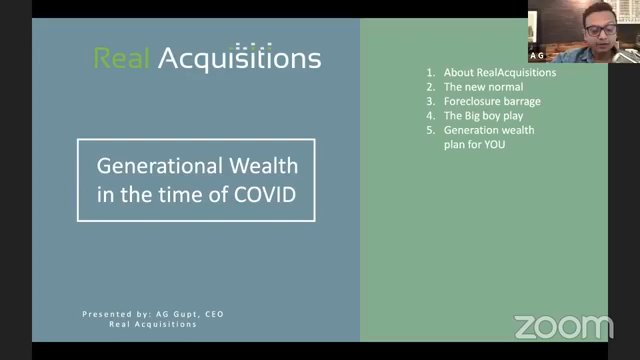 Real Acquisitions
Generational Wealth
in the time of COVID
Presented by: AG Gupt, CEO
Real Acquisitions
1. About RealAcquisitions
2. The new normal
3. Foreclosure barrage
4. The Big boy play
5. Generation wealth
plan for YOU
A G
zoom